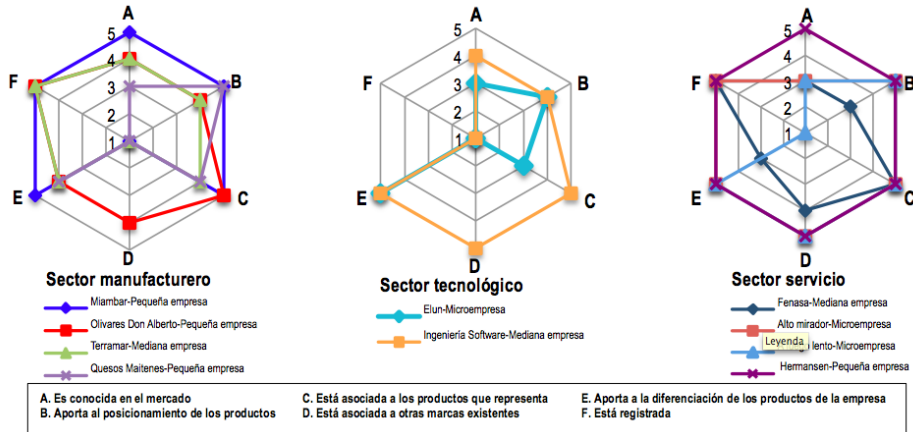 A
B
C
D
E
F
5
4
3
2
1
Sector manufacturero
Miambar-Pequeña empresa
Olivares Don Alberto-Pequeña empresa
Terramar-Mediana empresa
Quesos Maitenes-Pequeña empresa
A
B
C
D
E
F
5
4
3
2
1
Sector tecnológico
Elun-Microempresa
Ingeniería Software-Mediana empresa
A
B
C
D
E
F
5
4
3
2
1
Sector servicio
Fenasa-Mediana empresa
Alto mirador-Microempresa
Leyenda
lento-Microempresa
Hermansen-Pequeña empresa
A. Es conocida en el mercado
B. Aporta al posicionamiento de los productos
C. Está asociada a los productos que representa
D. Está asociada a otras marcas existentes
E. Aporta a la diferenciación de los productos de la empresa
F. Está registrada